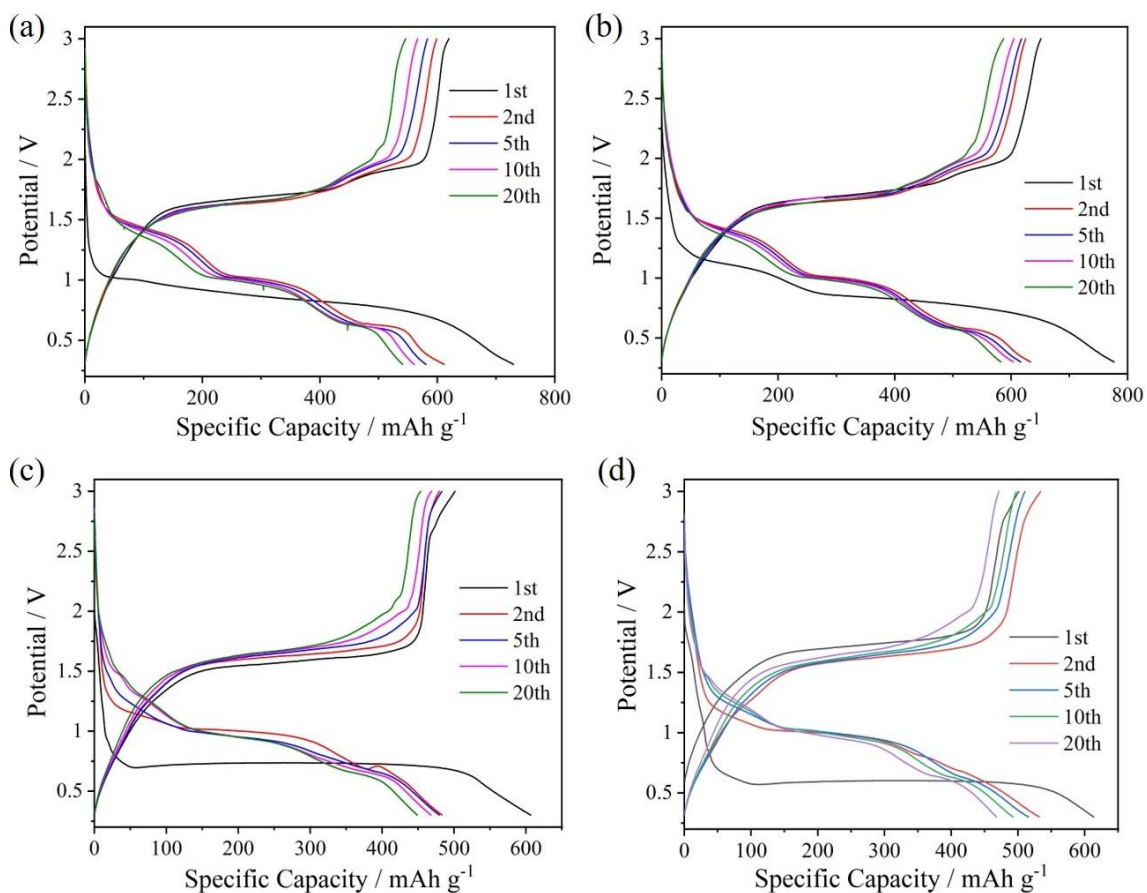 (a)
3
2.5
2
1.5
1
0.5
Potential / V
1st
2nd
5th
10th
20th
0 200 400 600 800
Specific Capacity / mAh g⁻¹
(b)
3
2.5
2
1.5
1
0.5
Potential / V
1st
2nd
5th
10th
20th
0 200 400 600 800
Specific Capacity / mAh g⁻¹
(c)
3
2.5
2
1.5
1
0.5
Potential / V
1st
2nd
5th
10th
20th
0 100 200 300 400 500 600
Specific Capacity / mAh g⁻¹
(d)
3
2.5
2
1.5
1
0.5
Potential / V
1st
2nd
5th
10th
20th
0 100 200 300 400 500 600
Specific Capacity / mAh g⁻¹